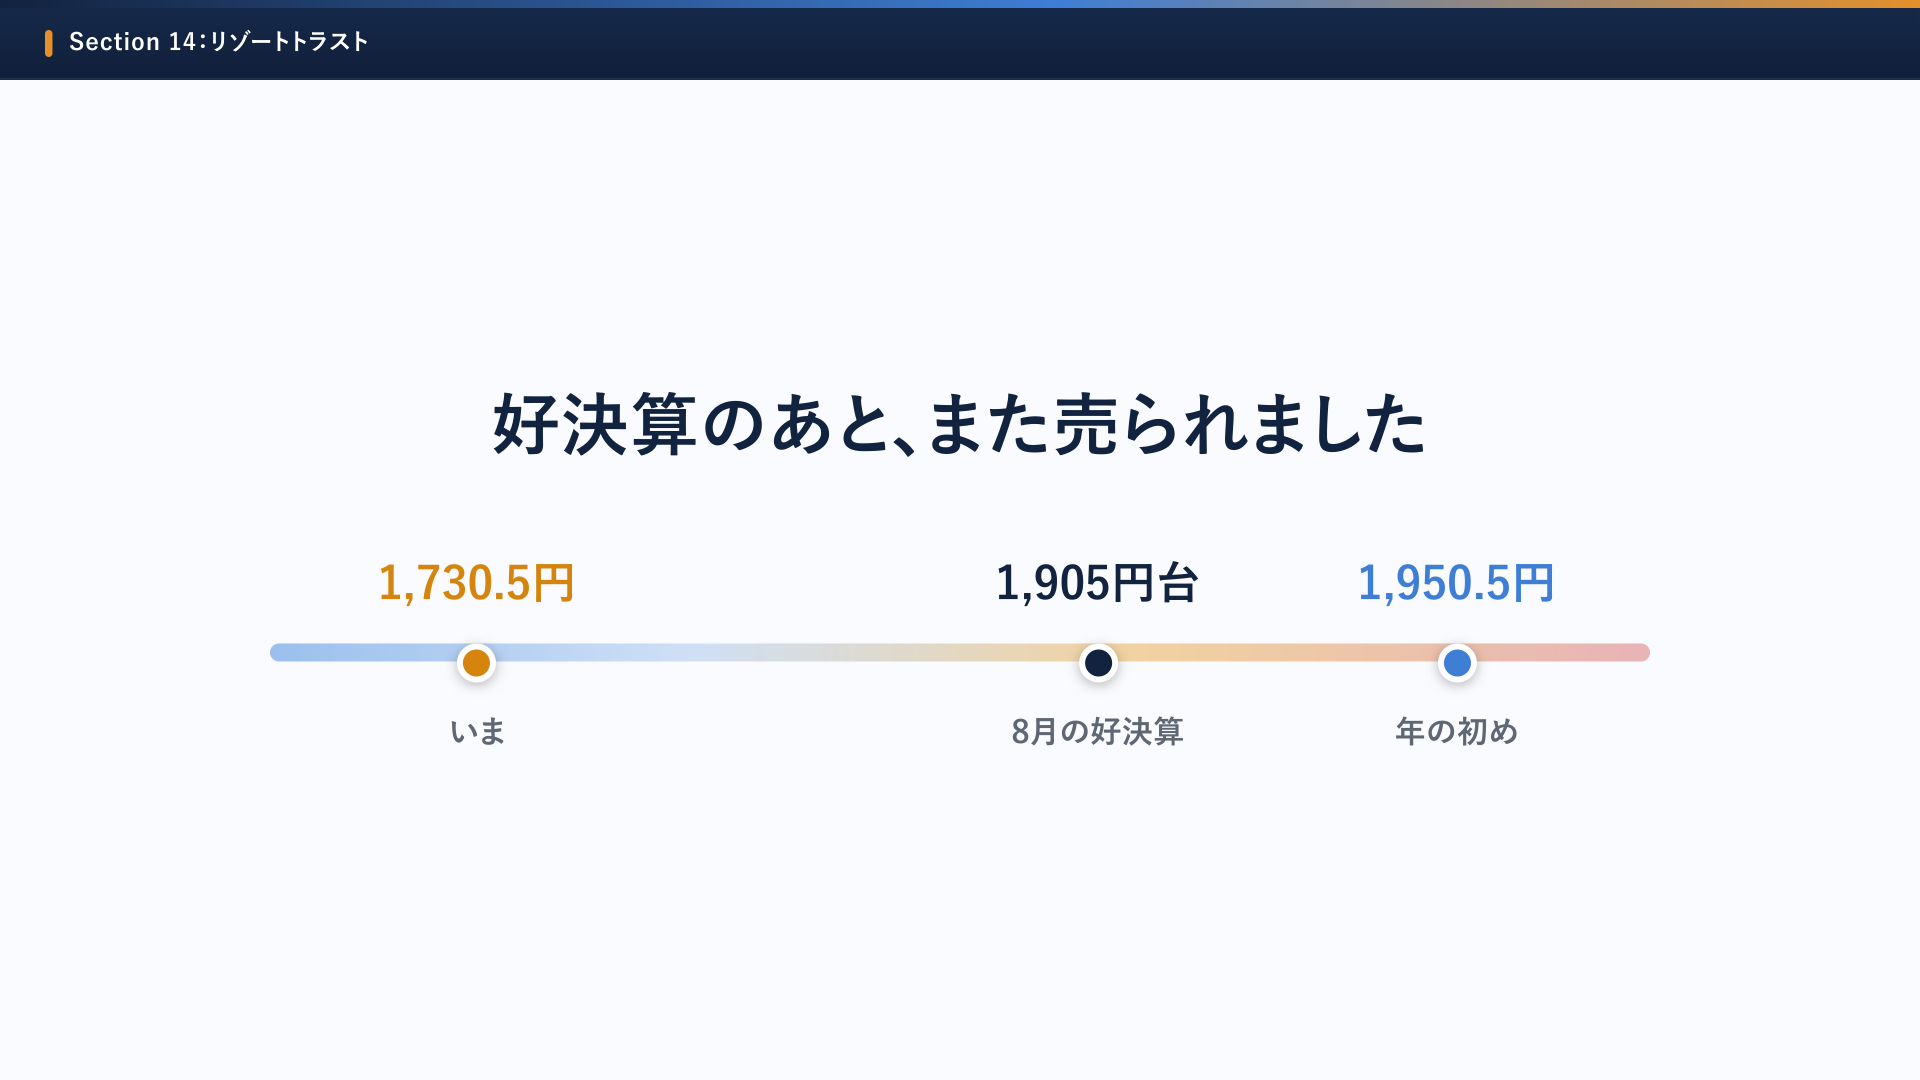 Section 14：リゾートトラスト
好決算のあと、また売られました
1,730.5円
1,905円台
1,950.5円
いま
8月の好決算
年の初め